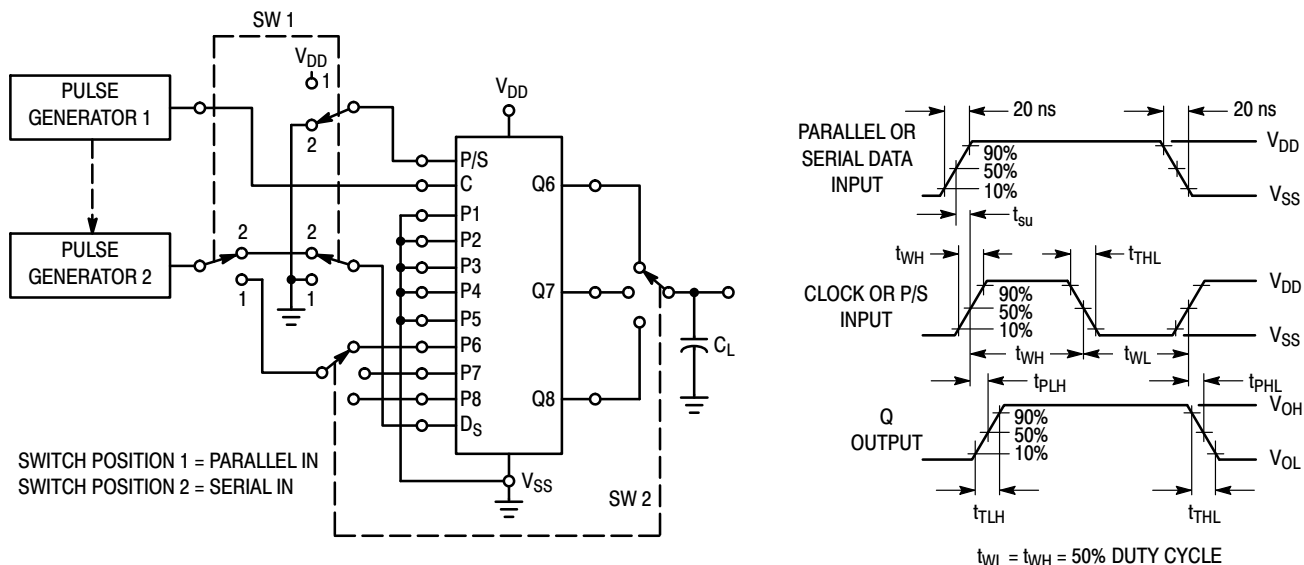 SW 1
VDD
1
2
PULSE
GENERATOR 1
PULSE
GENERATOR 2
2
1
2
1
VDD
P/S
C
P1
P2
P3
P4
P5
P6
P7
P8
DS
Q6
Q7
Q8
VSS
CL
SW 2
SWITCH POSITION 1 = PARALLEL IN
SWITCH POSITION 2 = SERIAL IN
20 ns
20 ns
PARALLEL OR
SERIAL DATA
INPUT
90%
50%
10%
VDD
VSS
tsu
tWH
tTHL
CLOCK OR P/S
INPUT
90%
50%
10%
VDD
VSS
tWH
tWL
tPLH
tPHL
Q
OUTPUT
90%
50%
10%
VOH
VOL
tTLH
tTHL
tWL = tWH = 50% DUTY CYCLE